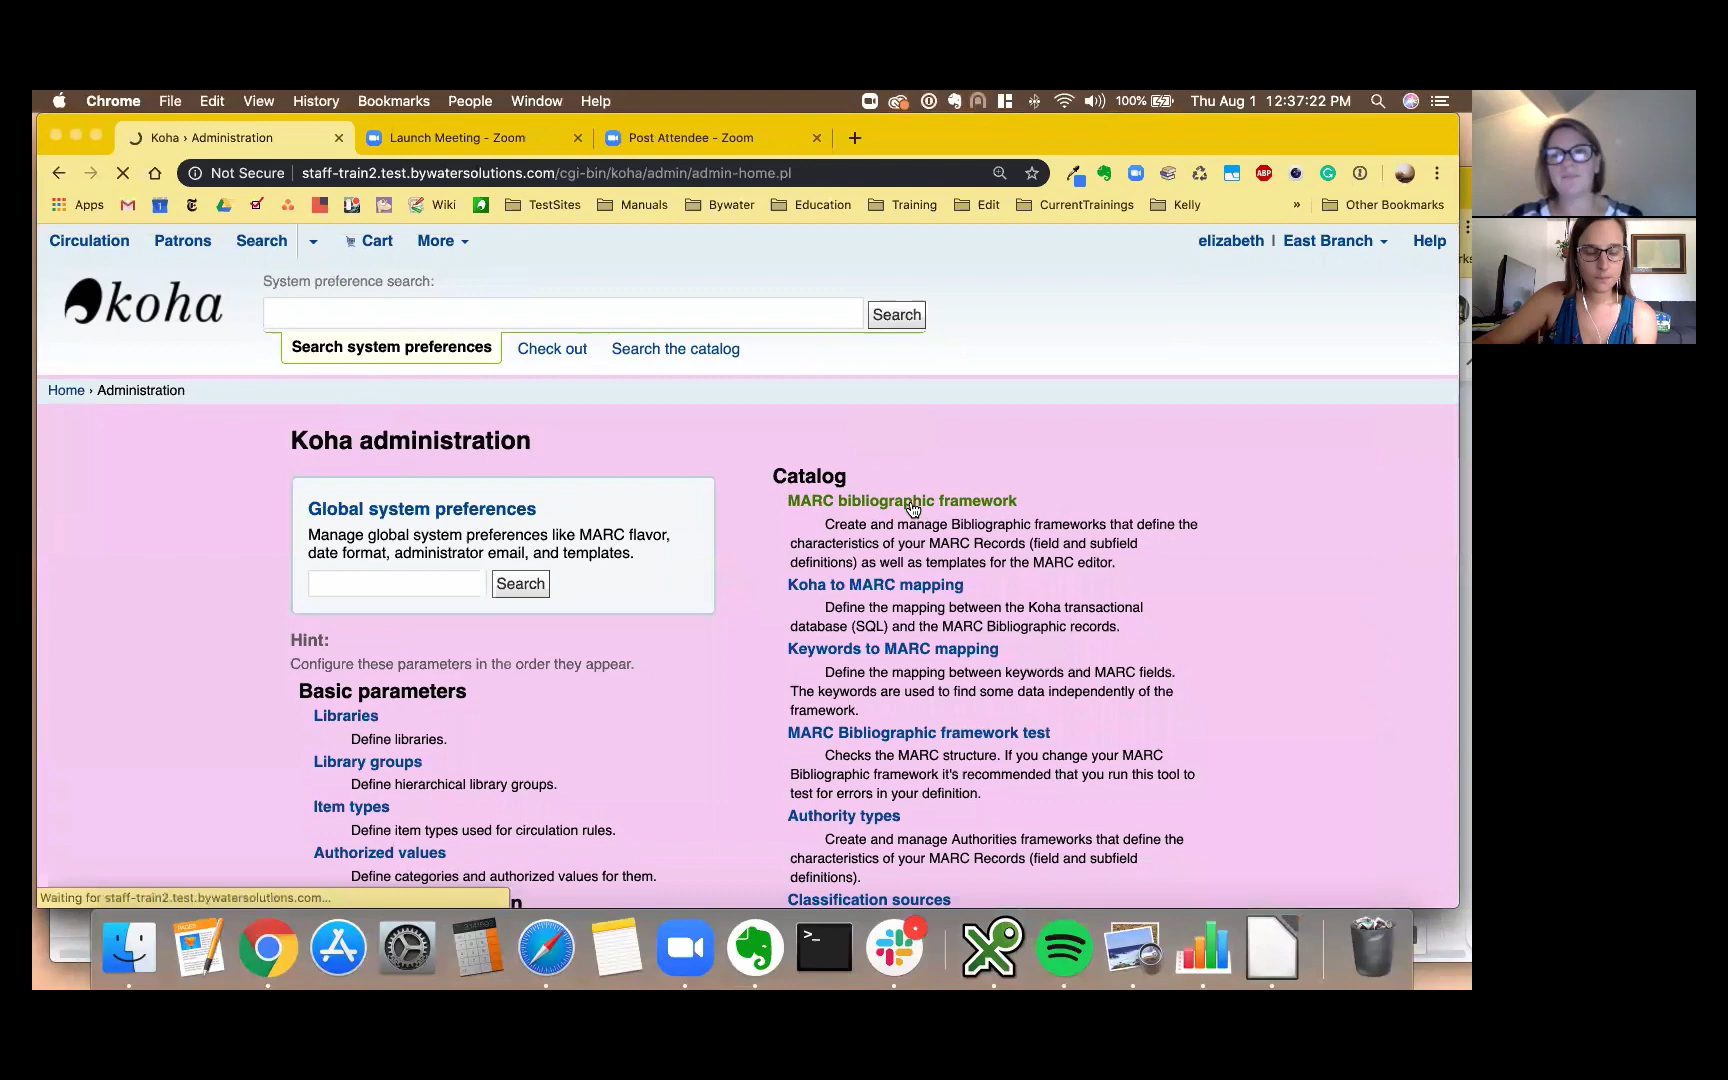 Chrome File Edit View History Bookmarks People Window Help 100% Thu Aug 1 12:37:22 PM
Koha › Administration Launch Meeting - Zoom Post Attendee - Zoom
Not Secure staff-train2.test.bywatersolutions.com/cgi-bin/koha/admin/admin-home.pl ABP
Apps Wiki TestSites Manuals Bywater Education Training Edit CurrentTrainings Kelly » Other Bookmarks
Circulation Patrons Search Cart More elizabeth | East Branch Help
koha
System preference search:
Search
Search system preferences Check out Search the catalog
Home › Administration
Koha administration
Global system preferences
Manage global system preferences like MARC flavor,
date format, administrator email, and templates.
Search
Hint:
Configure these parameters in the order they appear.
Basic parameters
Libraries
Define libraries.
Library groups
Define hierarchical library groups.
Item types
Define item types used for circulation rules.
Authorized values
Define categories and authorized values for them.
Catalog
MARC bibliographic framework
Create and manage Bibliographic frameworks that define the
characteristics of your MARC Records (field and subfield
definitions) as well as templates for the MARC editor.
Koha to MARC mapping
Define the mapping between the Koha transactional
database (SQL) and the MARC Bibliographic records.
Keywords to MARC mapping
Define the mapping between keywords and MARC fields.
The keywords are used to find some data independently of the
framework.
MARC Bibliographic framework test
Checks the MARC structure. If you change your MARC
Bibliographic framework it's recommended that you run this tool to
test for errors in your definition.
Authority types
Create and manage Authorities frameworks that define the
characteristics of your MARC Records (field and subfield
definitions).
Classification sources
Waiting for staff-train2.test.bywatersolutions.com...